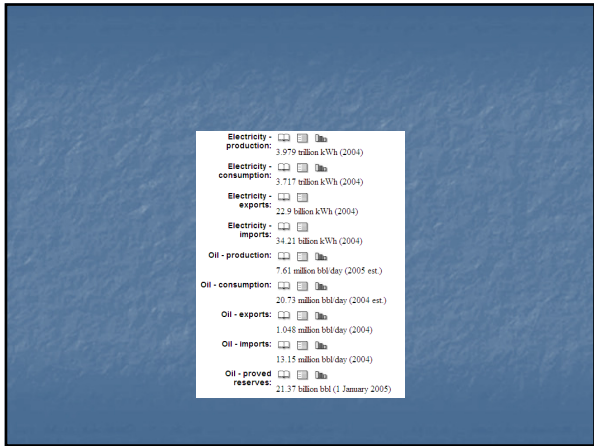 Electricity -
production:
3.979 trillion kWh (2004)
Electricity -
consumption:
3.717 trillion kWh (2004)
Electricity -
exports:
22.9 billion kWh (2004)
Electricity -
imports:
34.21 billion kWh (2004)
Oil - production:
7.61 million bbl/day (2005 est.)
Oil - consumption:
20.73 million bbl/day (2004 est.)
Oil - exports:
1.048 million bbl/day (2004)
Oil - imports:
13.15 million bbl/day (2004)
Oil - proved
reserves:
21.37 billion bbl (1 January 2005)